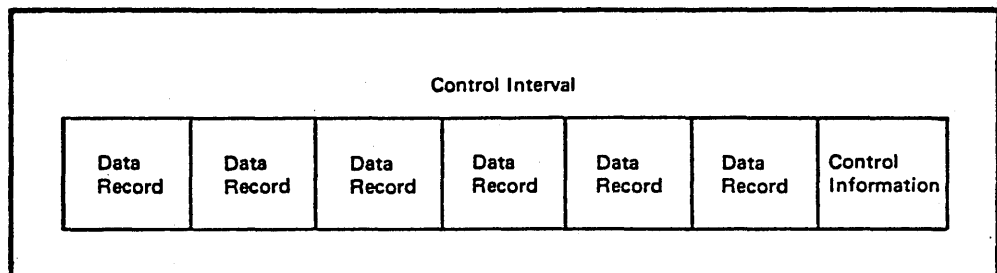 Control Interval
Data Data Data Data Data Data Control
Record Record Record Record Record Record Information